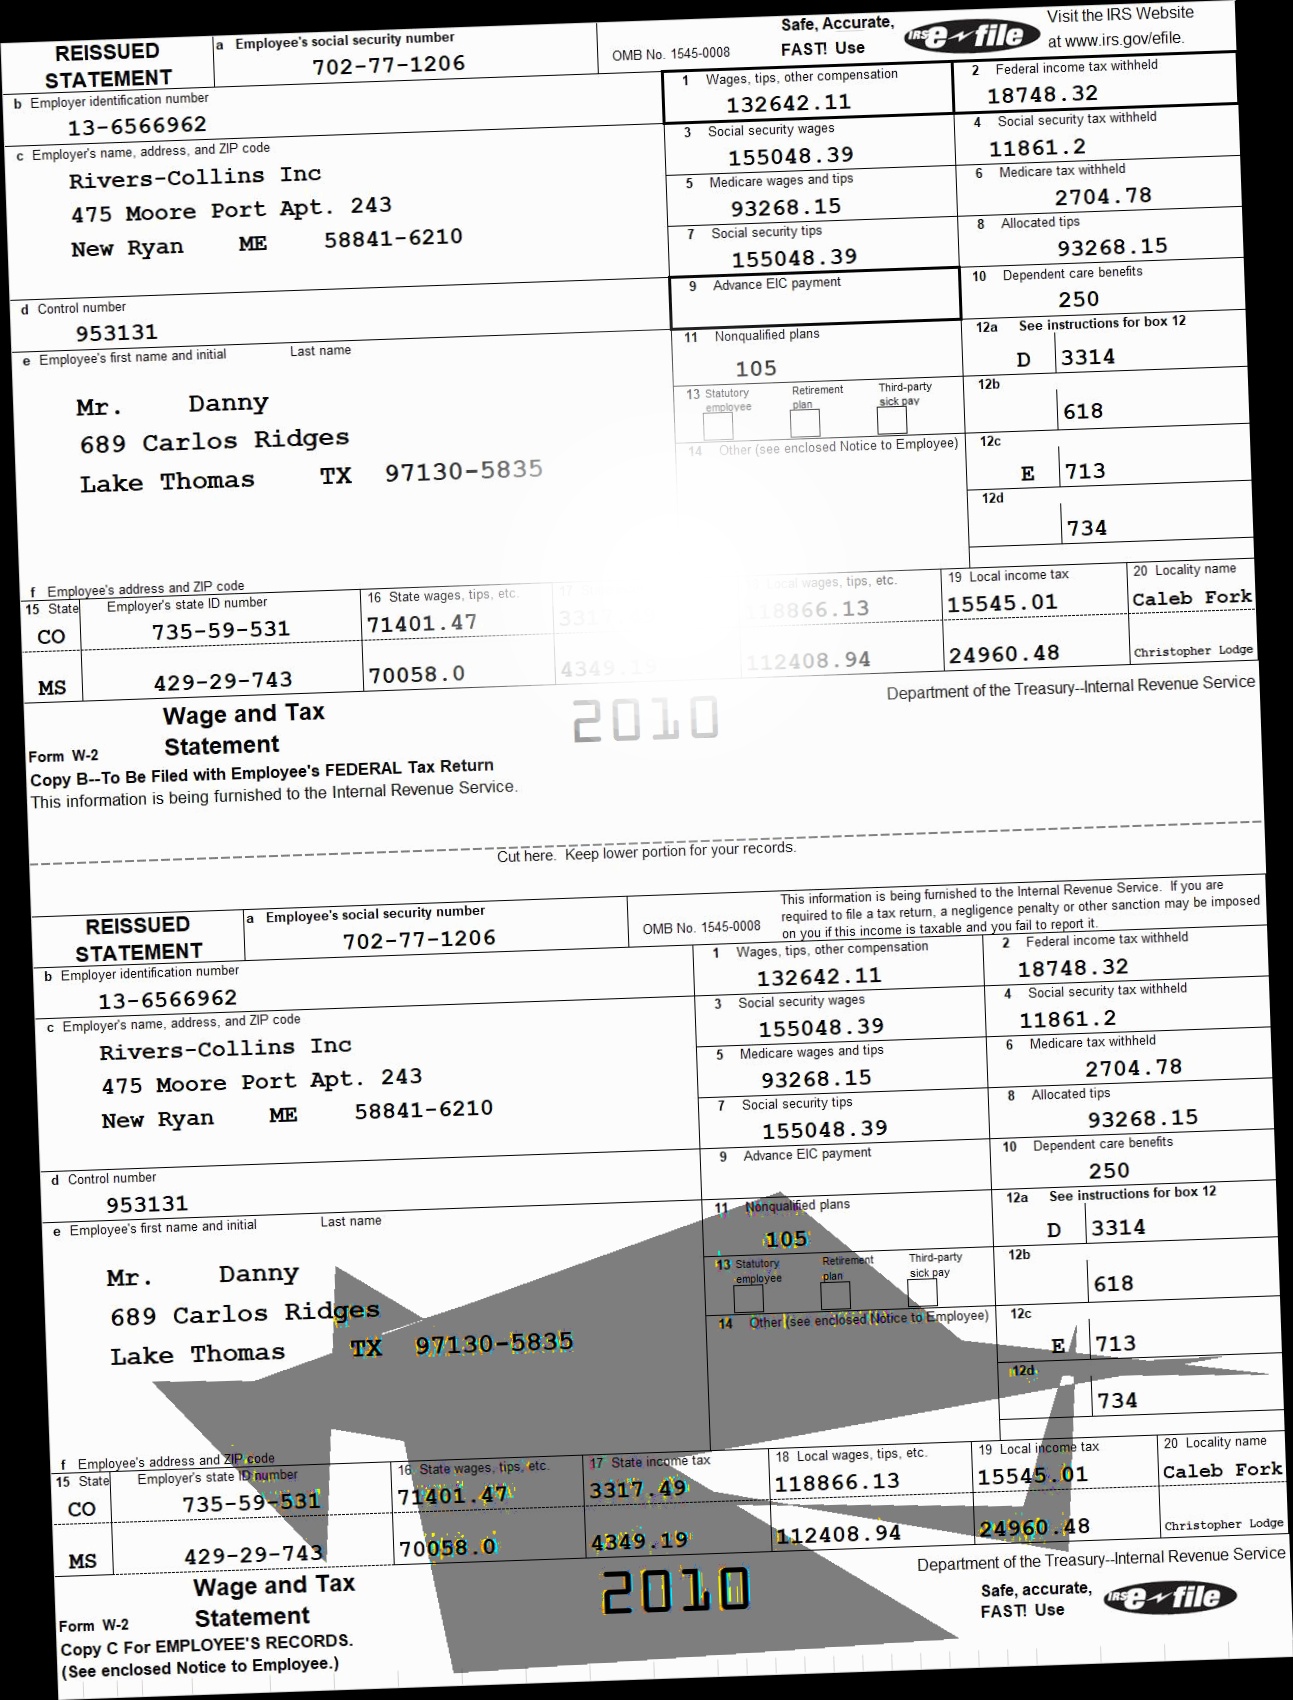 REISSUED STATEMENT
a Employee's social security number
702-77-1206
OMB No. 1545-0008
Safe, Accurate, FAST! Use
IRS e-file
Visit the IRS Website at www.irs.gov/efile.
b Employer identification number
13-6566962
1 Wages, tips, other compensation
132642.11
2 Federal income tax withheld
18748.32
c Employer's name, address, and ZIP code
Rivers-Collins Inc
475 Moore Port Apt. 243
New Ryan ME 58841-6210
3 Social security wages
155048.39
4 Social security tax withheld
11861.2
5 Medicare wages and tips
93268.15
6 Medicare tax withheld
2704.78
7 Social security tips
155048.39
8 Allocated tips
93268.15
d Control number
953131
9 Advance EIC payment
10 Dependent care benefits
250
e Employee's first name and initial Last name
Mr. Danny
689 Carlos Ridges
Lake Thomas TX 97130-5835
11 Nonqualified plans
105
12a See instructions for box 12
D 3314
13 Statutory employee
Retirement plan
Third-party sick pay
12b
618
14 Other (see enclosed Notice to Employee)
12c
E 713
12d
734
f Employee's address and ZIP code
15 State Employer's state ID number
16 State wages, tips, etc.
Local wages, tips, etc.
19 Local income tax
20 Locality name
CO 735-59-531 71401.47 3317 118866.13 15545.01 Caleb Fork
MS 429-29-743 70058.0 4349.19 112408.94 24960.48 Christopher Lodge
Form W-2
Wage and Tax Statement
2010
Department of the Treasury--Internal Revenue Service
Copy B--To Be Filed with Employee's FEDERAL Tax Return
This information is being furnished to the Internal Revenue Service.
Cut here. Keep lower portion for your records.
REISSUED STATEMENT
a Employee's social security number
702-77-1206
OMB No. 1545-0008
This information is being furnished to the Internal Revenue Service. If you are
required to file a tax return, a negligence penalty or other sanction may be imposed
on you if this income is taxable and you fail to report it.
b Employer identification number
13-6566962
1 Wages, tips, other compensation
132642.11
2 Federal income tax withheld
18748.32
c Employer's name, address, and ZIP code
Rivers-Collins Inc
475 Moore Port Apt. 243
New Ryan ME 58841-6210
3 Social security wages
155048.39
4 Social security tax withheld
11861.2
5 Medicare wages and tips
93268.15
6 Medicare tax withheld
2704.78
7 Social security tips
155048.39
8 Allocated tips
93268.15
d Control number
953131
9 Advance EIC payment
10 Dependent care benefits
250
e Employee's first name and initial Last name
Mr. Danny
689 Carlos Ridges
Lake Thomas TX 97130-5835
11 Nonqualified plans
105
12a See instructions for box 12
D 3314
13 Statutory employee
Retirement plan
Third-party sick pay
12b
618
14 Other (see enclosed Notice to Employee)
12c
E 713
12d
734
f Employee's address and ZIP code
15 State Employer's state ID number
16 State wages, tips, etc.
17 State income tax
18 Local wages, tips, etc.
19 Local income tax
20 Locality name
CO 735-59-531 71401.47 3317.49 118866.13 15545.01 Caleb Fork
MS 429-29-743 70058.0 4349.19 112408.94 24960.48 Christopher Lodge
Form W-2
Wage and Tax Statement
2010
Department of the Treasury--Internal Revenue Service
Safe, accurate, FAST! Use
IRS e-file
Copy C For EMPLOYEE'S RECORDS.
(See enclosed Notice to Employee.)